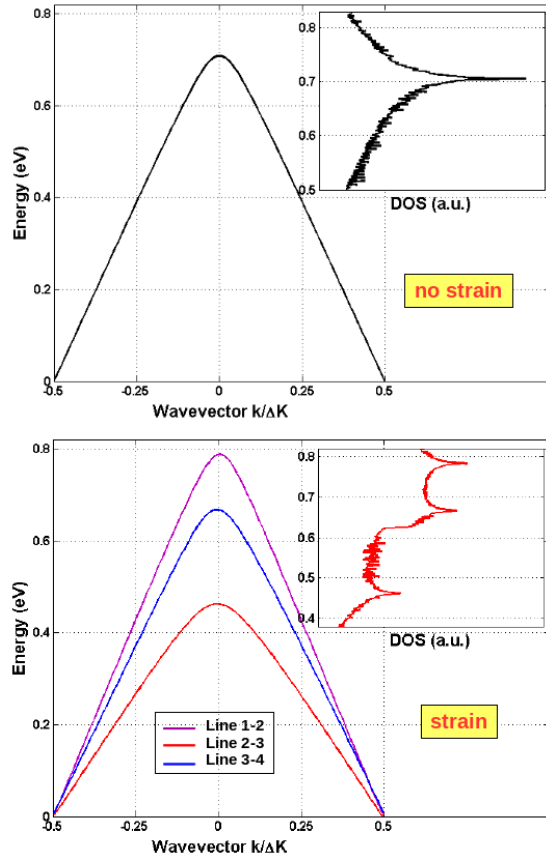 0.8
0.6
0.4
0.2
0
Energy (eV)
-0.5
-0.25
0
0.25
0.5
Wavevector k/ΔK
0.8
0.7
0.6
0.5
DOS (a.u.)
no strain
0.8
0.6
0.4
0.2
0
Energy (eV)
-0.5
-0.25
0
0.25
0.5
Wavevector k/ΔK
0.8
0.7
0.6
0.5
0.4
DOS (a.u.)
Line 1-2
Line 2-3
Line 3-4
strain